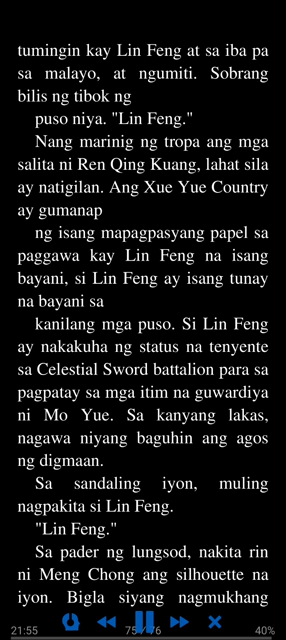 tumingin kay Lin Feng at sa iba pa
sa malayo, at ngumiti. Sobrang
bilis ng tibok ng
puso niya. "Lin Feng."
Nang marinig ng tropa ang mga
salita ni Ren Qing Kuang, lahat sila
ay natigilan. Ang Xue Yue Country
ay gumanap
ng isang mapagpasyang papel sa
paggawa kay Lin Feng na isang
bayani, si Lin Feng ay isang tunay
na bayani sa
kanilang mga puso. Si Lin Feng
ay nakakuha ng status na tenyente
sa Celestial Sword battalion para sa
pagpatay sa mga itim na guwardiya
ni Mo Yue. Sa kanyang lakas,
nagawa niyang baguhin ang agos
ng digmaan.
Sa sandaling iyon, muling
nagpakita si Lin Feng.
"Lin Feng."
Sa pader ng lungsod, nakita rin
ni Meng Chong ang silhouette na
iyon. Bigla siyang nagmukhang
21:55
40%